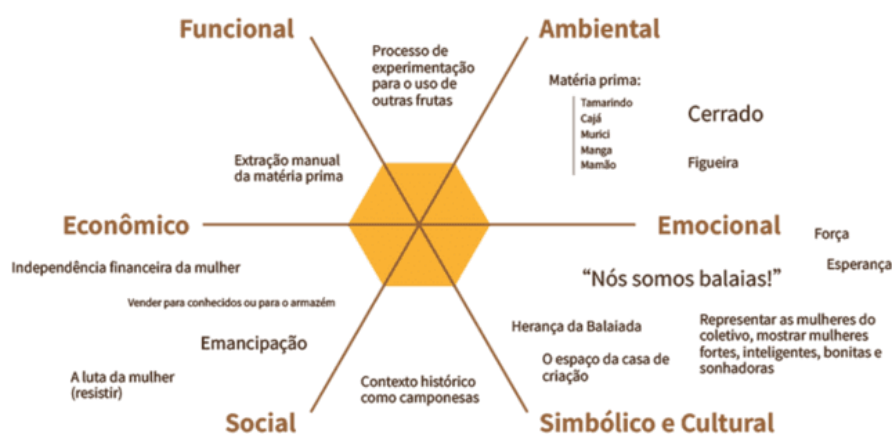 Funcional
Ambiental
Processo de
experimentação
para o uso de
outras frutas
Matéria prima:
Tamarindo
Cajá
Murici
Manga
Mamão
Cerrado
Figueira
Extração manual
da matéria prima
Econômico
Emocional
Força
Esperança
Independência financeira da mulher
“Nós somos balaias!”
Vender para conhecidos ou para o armazém
Emancipação
Herança da Balaiada
Representar as mulheres do
coletivo, mostrar mulheres
fortes, inteligentes, bonitas e
sonhadoras
O espaço da casa de
criação
A luta da mulher
(resistir)
Contexto histórico
como camponesas
Social
Simbólico e Cultural